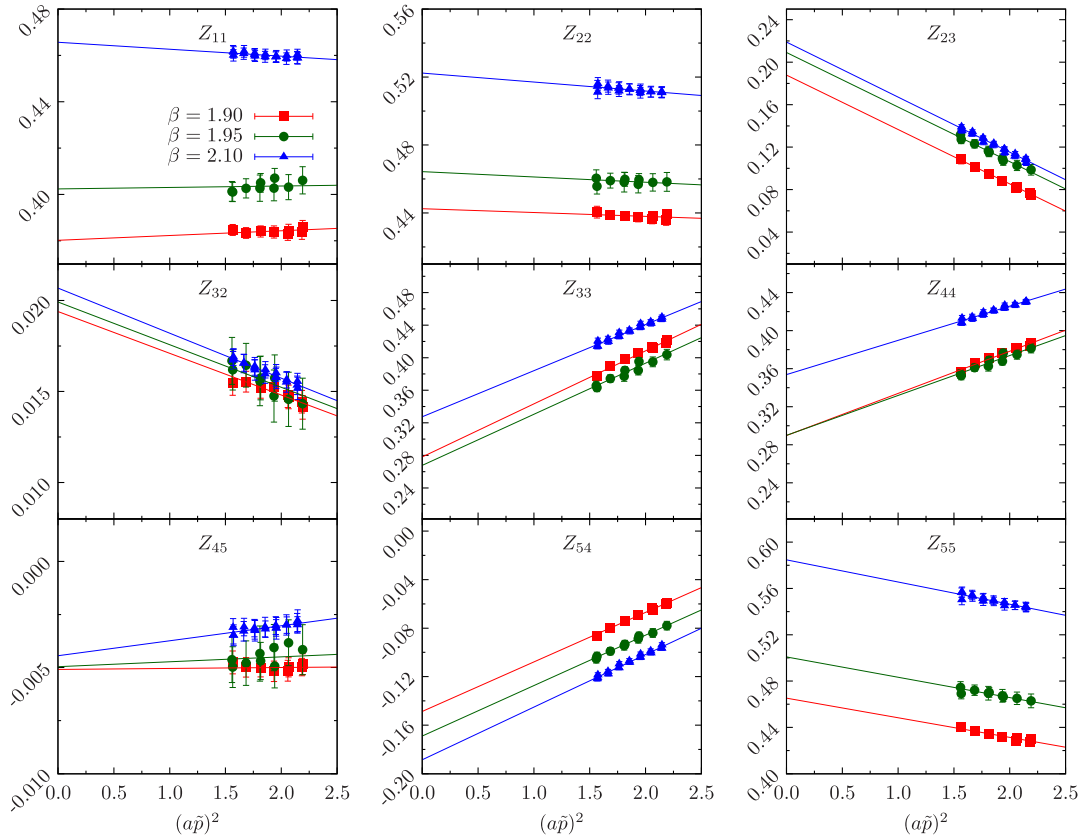 0.48
0.44
0.40
Z₁₁
β = 1.90
β = 1.95
β = 2.10
0.56
0.52
0.48
0.44
Z₂₂
0.24
0.20
0.16
0.12
0.08
0.04
Z₂₃
0.020
0.015
0.010
Z₃₂
0.48
0.44
0.40
0.36
0.32
0.28
0.24
Z₃₃
0.44
0.40
0.36
0.32
0.28
0.24
Z₄₄
0.000
-0.005
-0.010
Z₄₅
0.0 0.5 1.0 1.5 2.0 2.5
(ap̃)²
0.00
-0.04
-0.08
-0.12
-0.16
-0.20
Z₅₄
0.0 0.5 1.0 1.5 2.0 2.5
(ap̃)²
0.60
0.56
0.52
0.48
0.44
0.40
Z₅₅
0.0 0.5 1.0 1.5 2.0 2.5
(ap̃)²